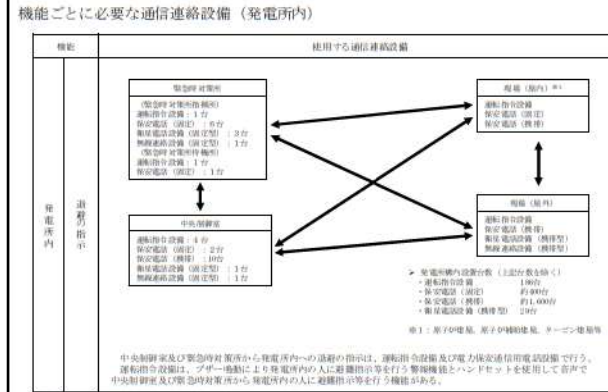 機能ごとに必要な通信連絡設備（発電所内）
機能
使用する通信連絡設備
発電所内
退避の指示
緊急時対策所
（緊急時対策所指揮所）
運転指令設備：1台
保安電話（固定）：6台
衛星電話設備（固定型）：3台
無線連絡設備（固定型）：1台
（緊急時対策所待機所）
運転指令設備：1台
保安電話（固定）：1台
中央制御室
運転指令設備：4台
保安電話（固定）：2台
保安電話（携帯）：10台
衛星電話設備（固定型）：1台
無線連絡設備（固定型）：1台
現場（屋内）※1
運転指令設備
保安電話（固定）
保安電話（携帯）
現場（屋外）
運転指令設備
保安電話（携帯）
衛星電話設備（携帯型）
無線連絡設備（携帯型）
➢ 発電所構内設置台数（上記台数を除く）
・運転指令設備
・保安電話（固定） 約400台
・保安電話（携帯） 約1,600台
・衛星電話設備（携帯型） 29台
※1：原子炉建屋、原子炉補助建屋、タービン建屋等
中央制御室及び緊急時対策所から発電所内への退避の指示は、運転指令設備及び電力保安通信用電話設備で行う。
運転指令設備は、ブザー鳴動により発電所内の人に避難指示等を行う警報機能とハンドセットを使用して音声で
中央制御室及び緊急時対策所から発電所内の人に避難指示等を行う機能がある。